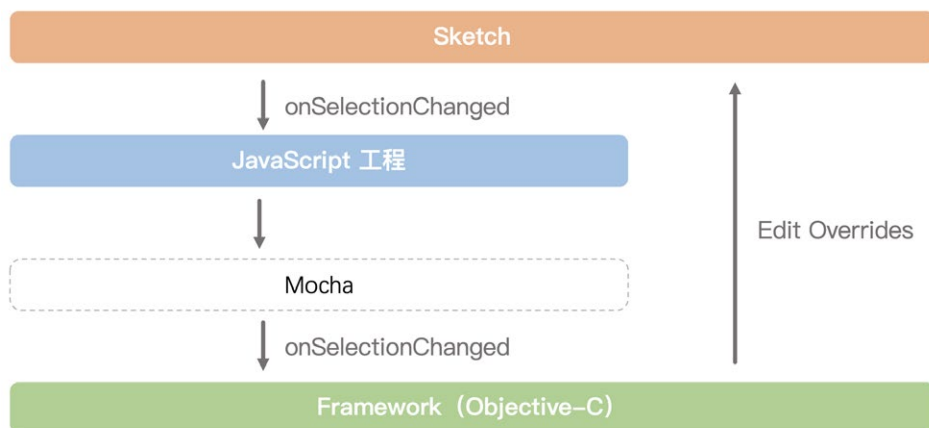 Sketch
onSelectionChanged
JavaScript 工程
Edit Overrides
Mocha
onSelectionChanged
Framework（Objective-C）